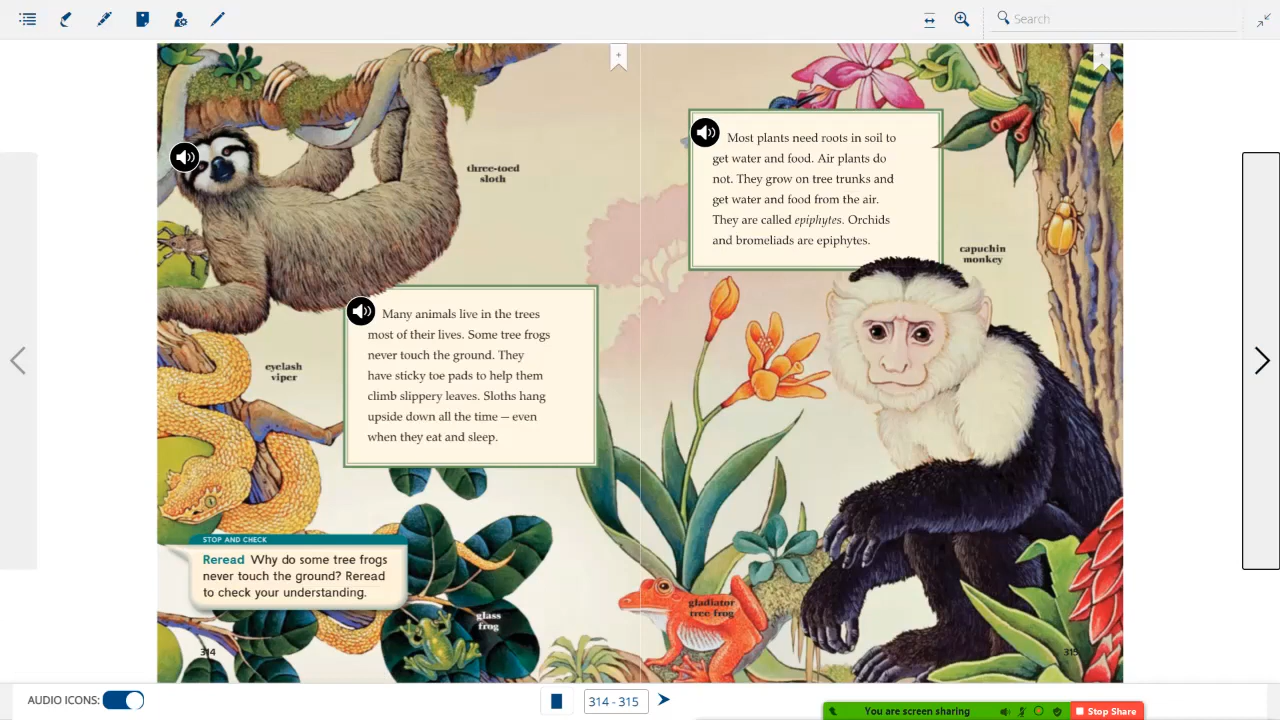 Search
three-toed
sloth
Many animals live in the trees
most of their lives. Some tree frogs
never touch the ground. They
have sticky toe pads to help them
climb slippery leaves. Sloths hang
upside down all the time — even
when they eat and sleep.
eyelash
viper
STOP AND CHECK
Reread Why do some tree frogs
never touch the ground? Reread
to check your understanding.
glass
frog
314
Most plants need roots in soil to
get water and food. Air plants do
not. They grow on tree trunks and
get water and food from the air.
They are called epiphytes. Orchids
and bromeliads are epiphytes.
capuchin
monkey
gladiator
tree frog
315
AUDIO ICONS:
314 - 315
You are screen sharing
Stop Share